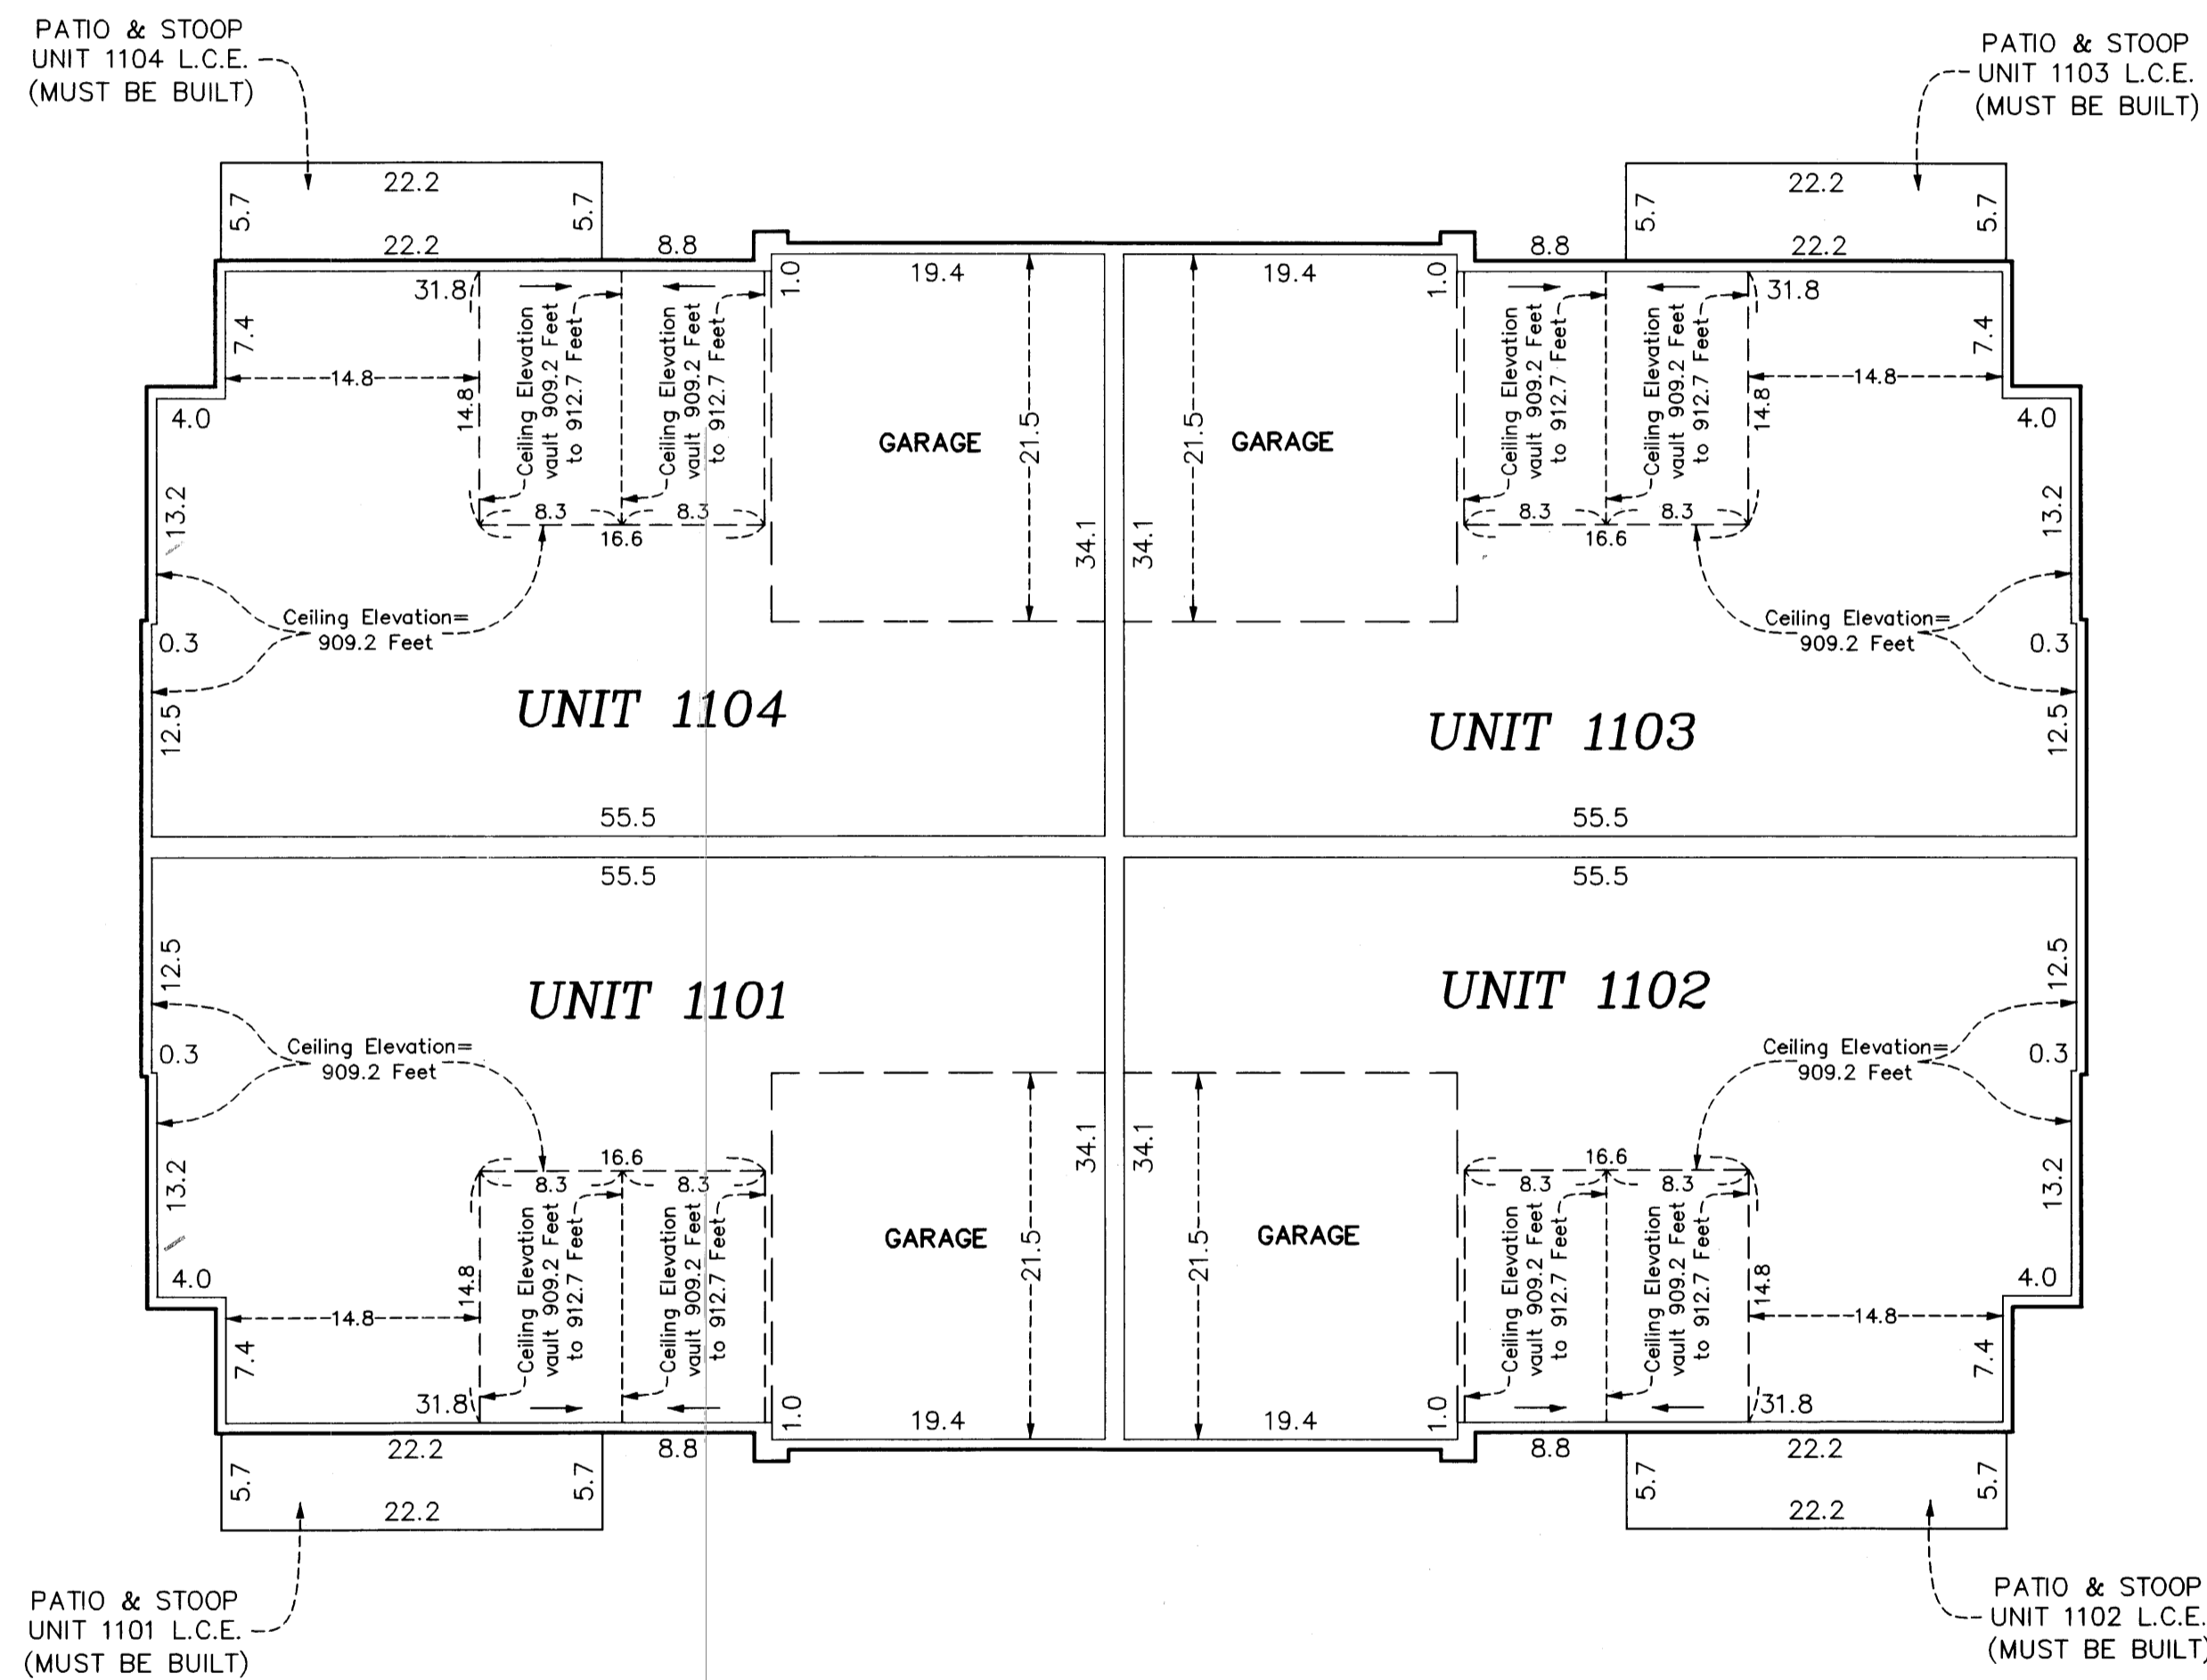 PATIO & STOOP
UNIT 1104 L.C.E.
(MUST BE BUILT)
PATIO & STOOP
UNIT 1103 L.C.E.
(MUST BE BUILT)
22.2
5.7
5.7
22.2
8.8
22.2
5.7
5.7
8.8
22.2
31.8
7.4
14.8
14.8
4.0
13.2
Ceiling Elevation
vault 909.2 Feet
to 912.7 Feet
Ceiling Elevation
vault 909.2 Feet
to 912.7 Feet
8.3
8.3
16.6
1.0
19.4
GARAGE
21.5
34.1
Ceiling Elevation=
909.2 Feet
0.3
12.5
UNIT 1104
55.5
19.4
1.0
GARAGE
21.5
34.1
Ceiling Elevation
vault 909.2 Feet
to 912.7 Feet
Ceiling Elevation
vault 909.2 Feet
to 912.7 Feet
8.3
8.3
16.6
31.8
7.4
14.8
14.8
4.0
13.2
Ceiling Elevation=
909.2 Feet
0.3
12.5
UNIT 1103
55.5
55.5
12.5
UNIT 1101
0.3
Ceiling Elevation=
909.2 Feet
13.2
4.0
14.8
14.8
7.4
31.8
16.6
8.3
8.3
Ceiling Elevation
vault 909.2 Feet
to 912.7 Feet
Ceiling Elevation
vault 909.2 Feet
to 912.7 Feet
GARAGE
21.5
34.1
1.0
19.4
55.5
12.5
UNIT 1102
0.3
Ceiling Elevation=
909.2 Feet
34.1
21.5
GARAGE
19.4
1.0
16.6
8.3
8.3
Ceiling Elevation
vault 909.2 Feet
to 912.7 Feet
Ceiling Elevation
vault 909.2 Feet
to 912.7 Feet
13.2
4.0
14.8
14.8
7.4
31.8
22.2
8.8
5.7
5.7
22.2
8.8
22.2
5.7
5.7
22.2
PATIO & STOOP
UNIT 1101 L.C.E.
(MUST BE BUILT)
PATIO & STOOP
UNIT 1102 L.C.E.
(MUST BE BUILT)